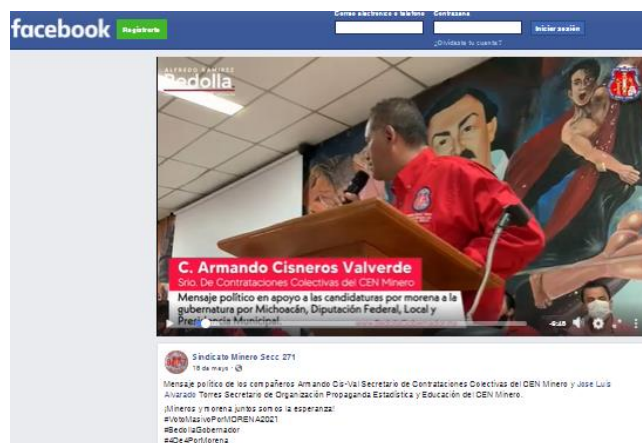 facebook
Regístrate
Correo electrónico o teléfono Contraseña
Iniciar sesión
¿Olvidaste tu cuenta?
ALFREDO RAMÍREZ
Bedolla
C. Armando Cisneros Valverde
Srio. De Contrataciones Colectivas del CEN Minero
Mensaje político en apoyo a las candidaturas por morena a la
gubernatura por Michoacán, Diputación Federal, Local y
Presidencia Municipal.
Sindicato Minero Secc 271
18 de mayo ·
Mensaje político de los compañeros Armando Cis-Val Secretario de Contrataciones Colectivas del CEN Minero y Jose Luis
Alvarado Torres Secretario de Organización Propaganda Estadística y Educación del CEN Minero.
¡Mineros y morena juntos somos la esperanza!
#VotoMasivoPorMORENA2021
#BedollaGobernador
#4De4PorMorena